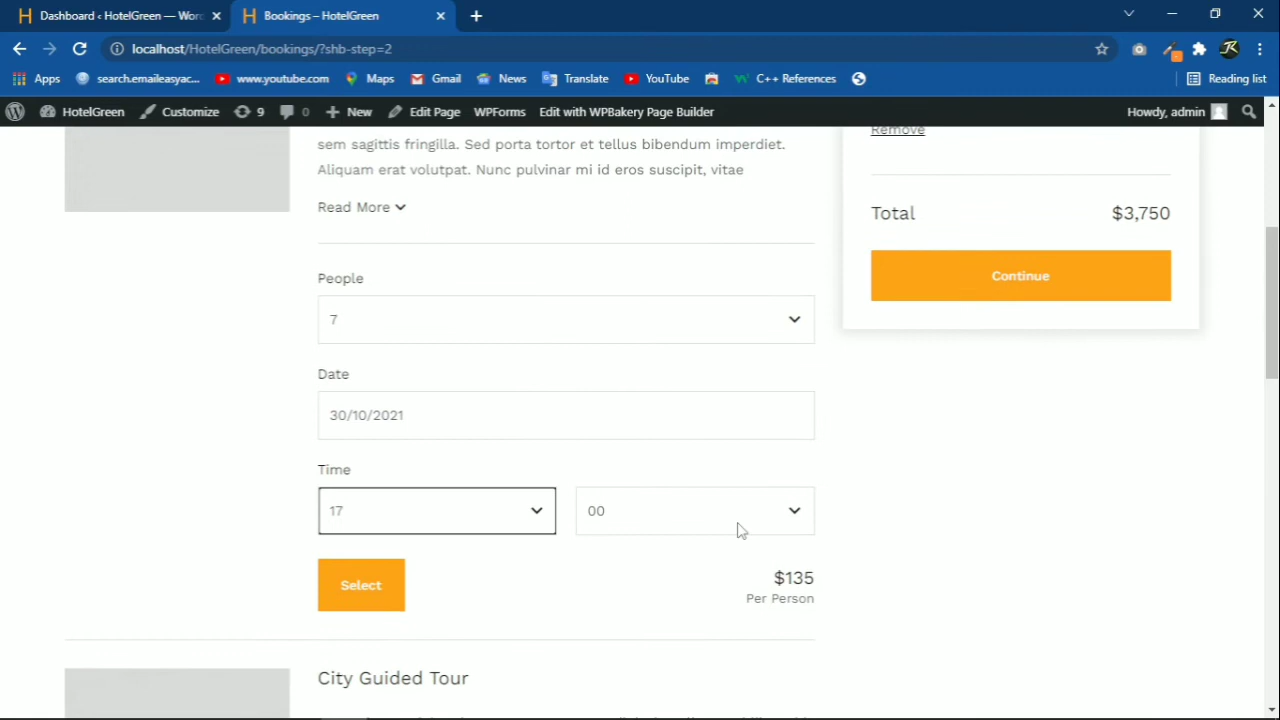 Dashboard ‹ HotelGreen — Wor
Bookings – HotelGreen
localhost/HotelGreen/bookings/?shb-step=2
Apps
search.emaileasyac...
www.youtube.com
Maps
Gmail
News
Translate
YouTube
C++ References
Reading list
HotelGreen
Customize
9
0
New
Edit Page
WPForms
Edit with WPBakery Page Builder
Howdy, admin
sem sagittis fringilla. Sed porta tortor et tellus bibendum imperdiet.
Aliquam erat volutpat. Nunc pulvinar mi id eros suscipit, vitae
Read More
People
7
Date
30/10/2021
Time
17
00
Select
$135
Per Person
City Guided Tour
Remove
Total $3,750
Continue